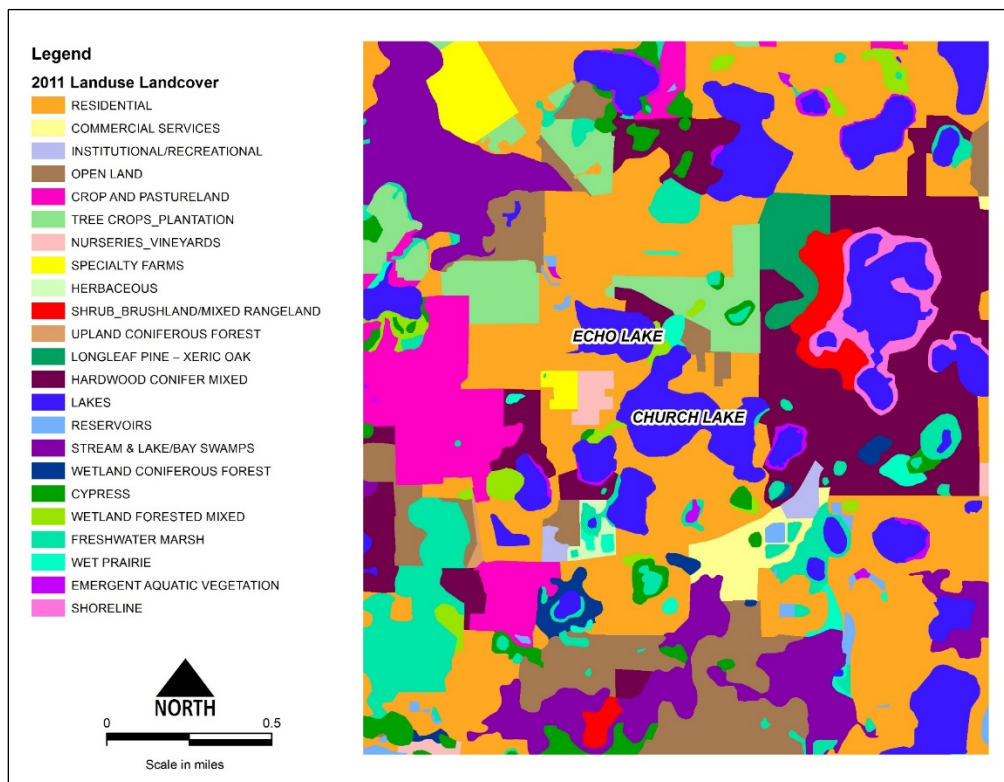 Legend
2011 Landuse Landcover
RESIDENTIAL
COMMERCIAL SERVICES
INSTITUTIONAL/RECREATIONAL
OPEN LAND
CROP AND PASTURELAND
TREE CROPS_PLANTATION
NURSERIES_VINEYARDS
SPECIALTY FARMS
HERBACEOUS
SHRUB_BRUSHLAND/MIXED RANGELAND
UPLAND CONIFEROUS FOREST
LONGLEAF PINE – XERIC OAK
HARDWOOD CONIFER MIXED
LAKES
RESERVOIRS
STREAM & LAKE/BAY SWAMPS
WETLAND CONIFEROUS FOREST
CYPRESS
WETLAND FORESTED MIXED
FRESHWATER MARSH
WET PRAIRIE
EMERGENT AQUATIC VEGETATION
SHORELINE
NORTH
0 0.5
Scale in miles
ECHO LAKE
CHURCH LAKE